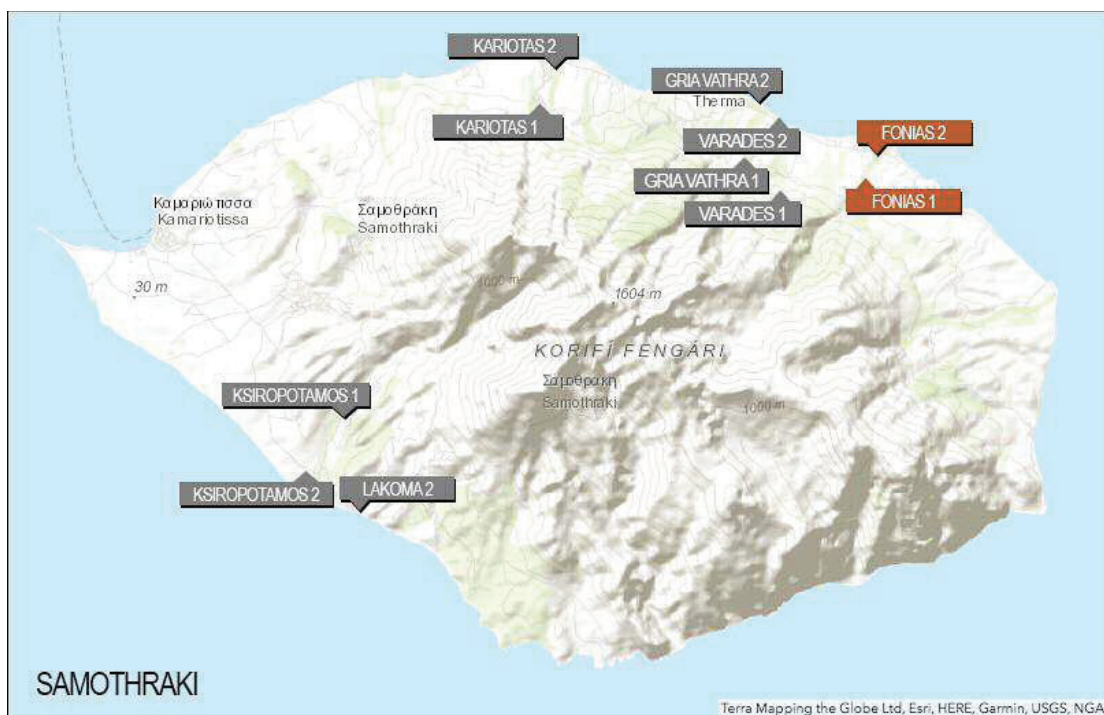 KARIOTAS 2
GRIA VATHRA 2
Therma
KARIOTAS 1
VARADES 2
FONIAS 2
GRIA VATHRA 1
VARADES 1
FONIAS 1
Καμαριώτισσα
Kamariotissa
Σαμοθράκη
Samothraki
30 m
1000 m
1604 m
KORIFÍ FENGÁRI
Σαμοθράκη
Samothraki
1000 m
KSIROPOTAMOS 1
KSIROPOTAMOS 2
LAKOMA 2
SAMOTHRAKI
Terra Mapping the Globe Ltd, Esri, HERE, Garmin, USGS, NGA